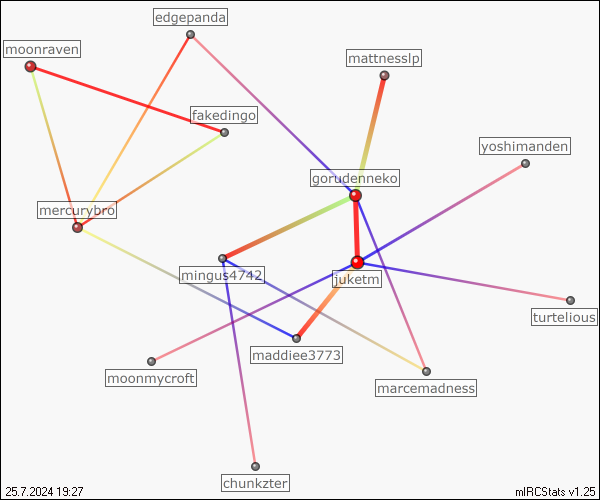 edgepanda
moonraven
mattnesslp
fakedingo
yoshimanden
gorudenneko
mercurybro
mingus4742
juketm
turtelious
maddiee3773
moonmycroft
marcemadness
chunkzter
25.7.2024 19:27
mIRCStats v1.25